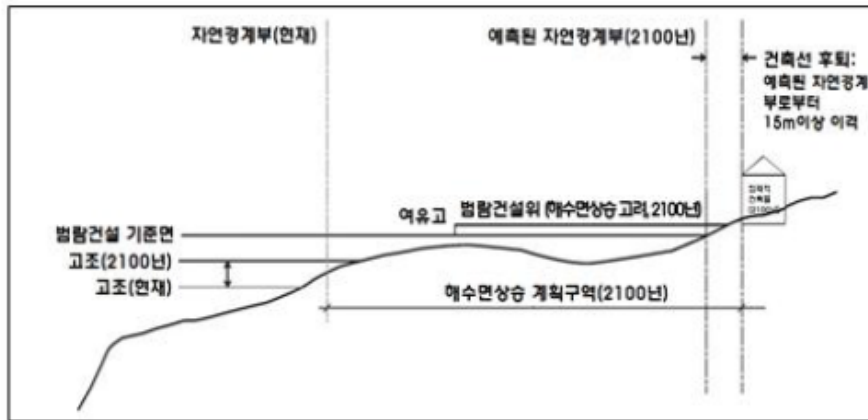 자연경계부(현재)
예측된 자연경계부(2100년)
건축선 후퇴:
예측된 자연경계
부로부터
15m이상 이격
여유고
범람건설위 (해수면상승 고려, 2100년)
범람건설 기준면
고조(2100년)
고조(현재)
해수면상승 계획구역(2100년)